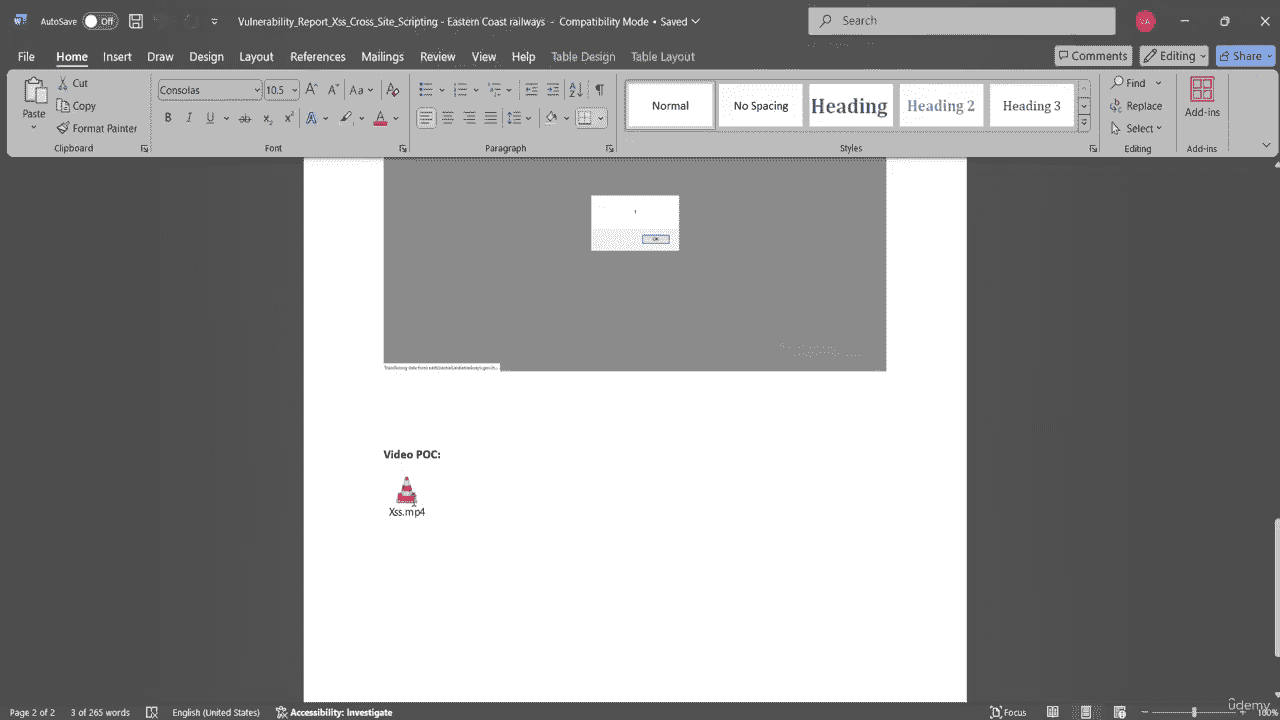 AutoSave Off Vulnerability_Report_Xss_Cross_Site_Scripting - Eastern Coast railways - Compatibility Mode • Saved Search
File Home Insert Draw Design Layout References Mailings Review View Help Table Design Table Layout Comments Editing Share
Paste Cut Copy Format Painter
Consolas 10.5 Aa
B I U ab x A A
Normal No Spacing Heading Heading 2 Heading 3
Find Replace Select
Add-ins
Clipboard Font Paragraph Styles Editing Add-ins
1
OK
Video POC:
Xss.mp4
Page 2 of 2 3 of 265 words English (United States) Accessibility: Investigate Focus 100%
ûdemy